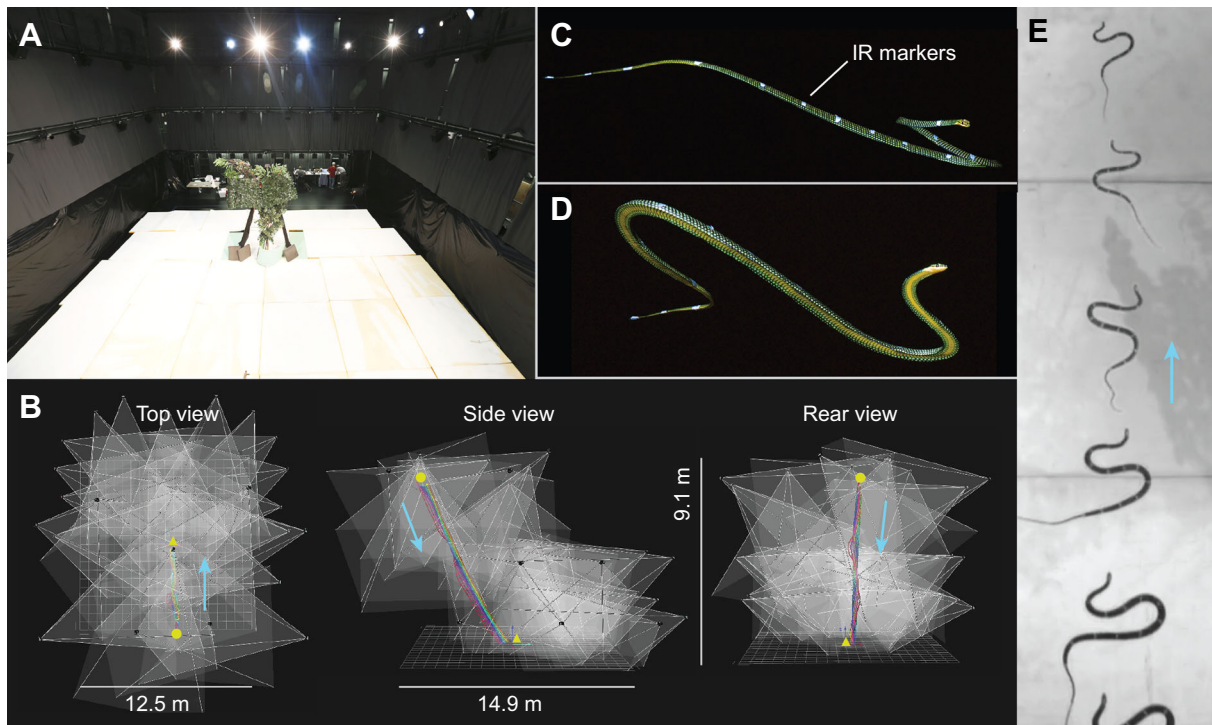 A
B
Top view
Side view
Rear view
12.5 m
14.9 m
9.1 m
C
IR markers
D
E